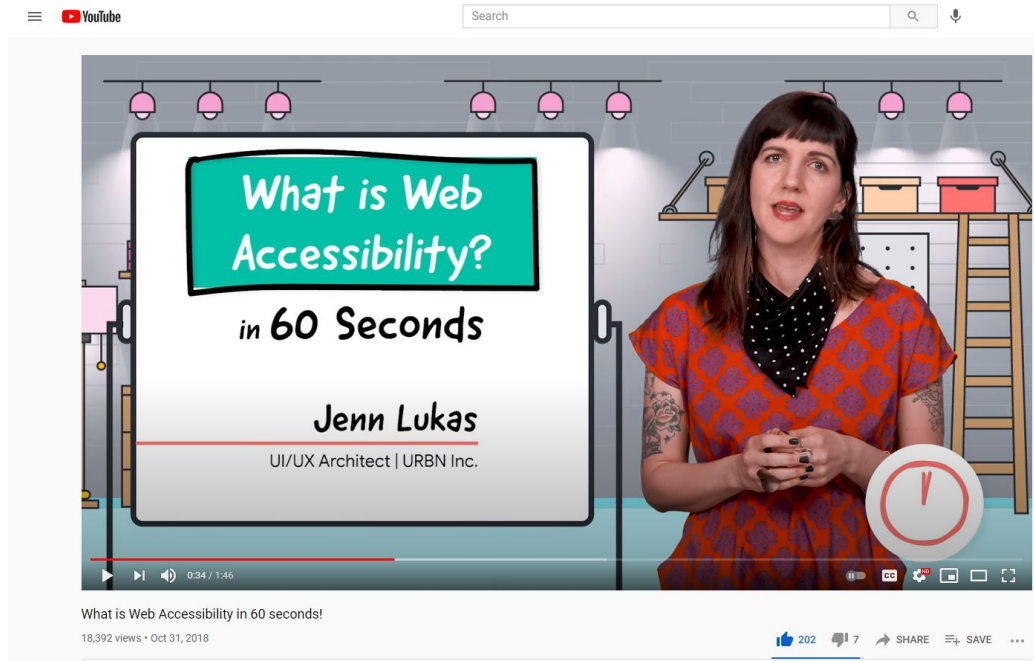 YouTube
Search
What is Web
Accessibility?
in 60 Seconds
Jenn Lukas
UI/UX Architect | URBN Inc.
0:34 / 1:46
CC
HD
What is Web Accessibility in 60 seconds!
18,392 views • Oct 31, 2018
202
7
SHARE
SAVE